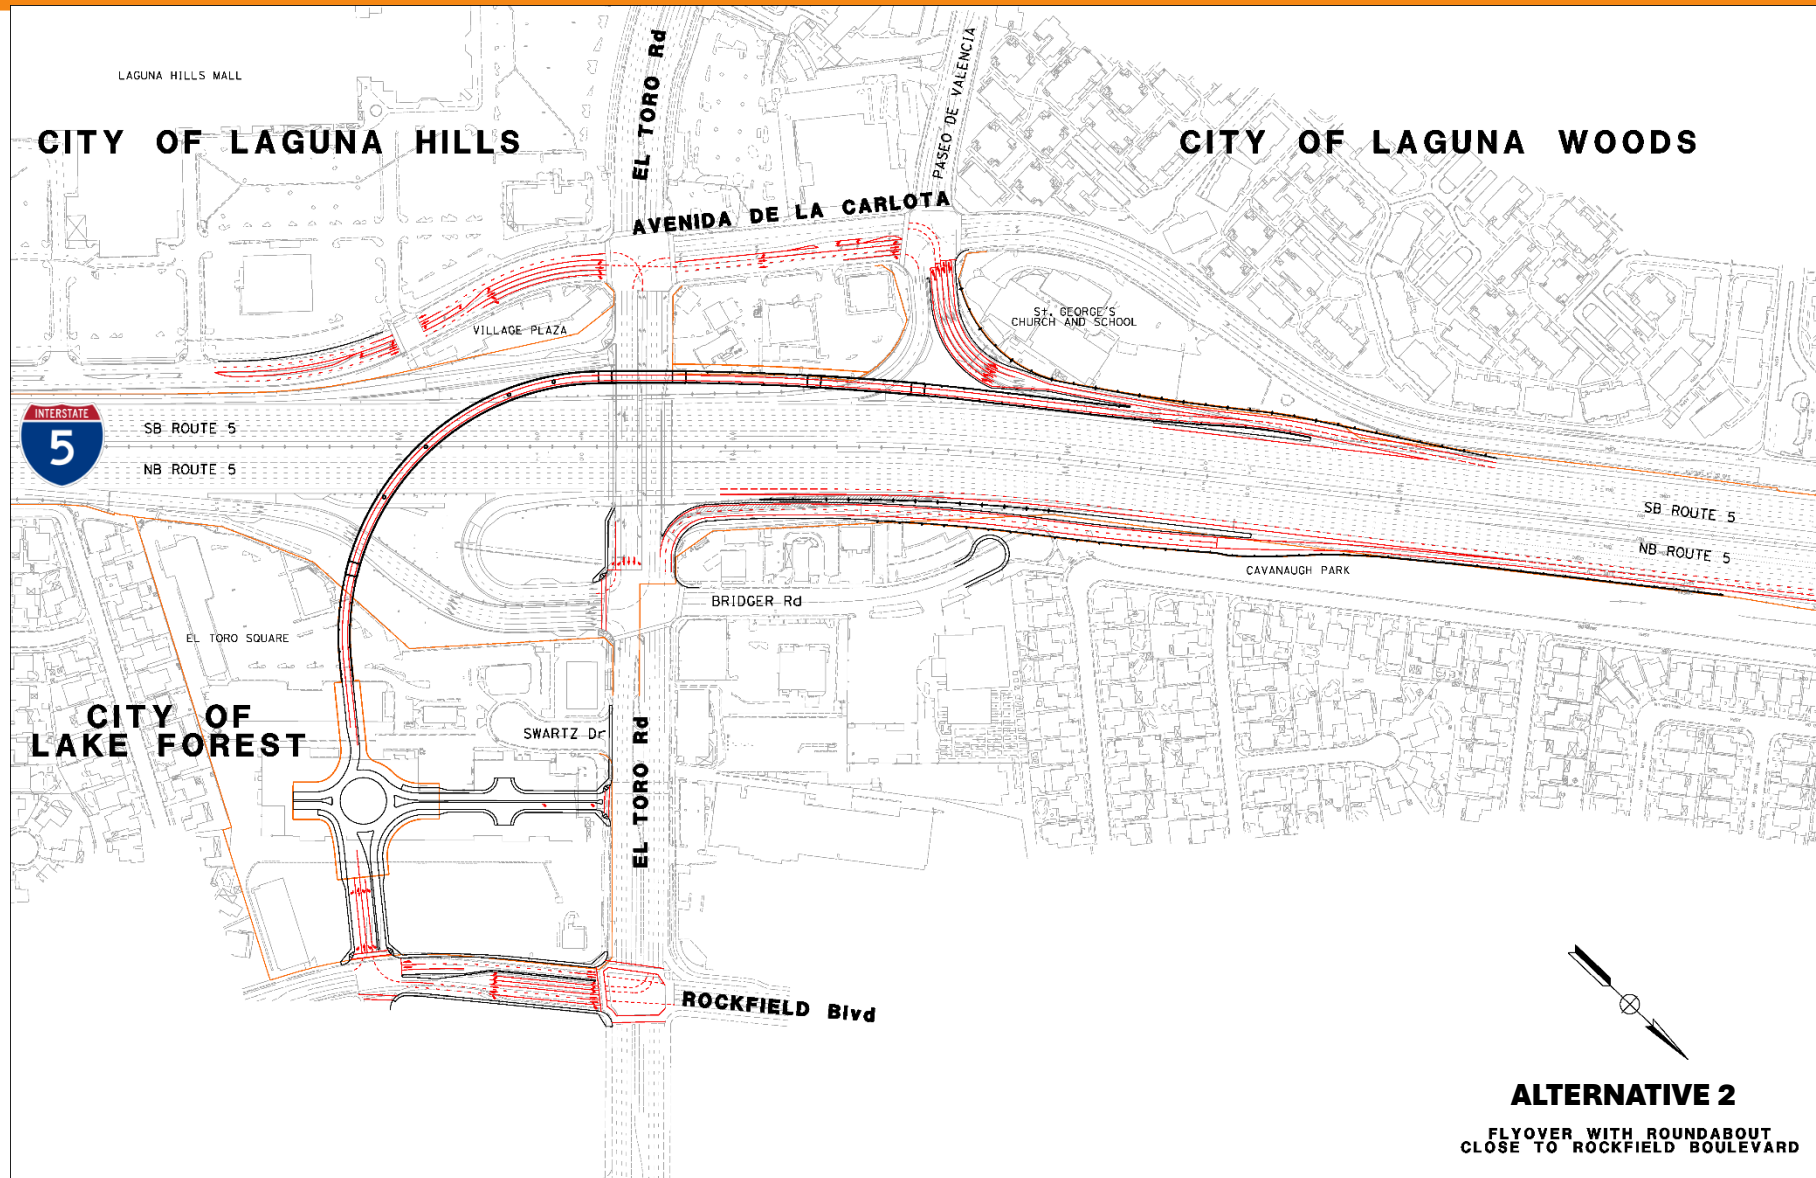 LAGUNA HILLS MALL
CITY OF LAGUNA HILLS
EL TORO Rd
PASEO DE VALENCIA
CITY OF LAGUNA WOODS
AVENIDA DE LA CARLOTA
VILLAGE PLAZA
St. GEORGE'S
CHURCH AND SCHOOL
INTERSTATE
5
SB ROUTE 5
NB ROUTE 5
SB ROUTE 5
NB ROUTE 5
CAVANAUGH PARK
BRIDGER Rd
EL TORO SQUARE
CITY OF
LAKE FOREST
SWARTZ Dr
EL TORO Rd
ROCKFIELD Blvd
ALTERNATIVE 2
FLYOVER WITH ROUNDABOUT
CLOSE TO ROCKFIELD BOULEVARD